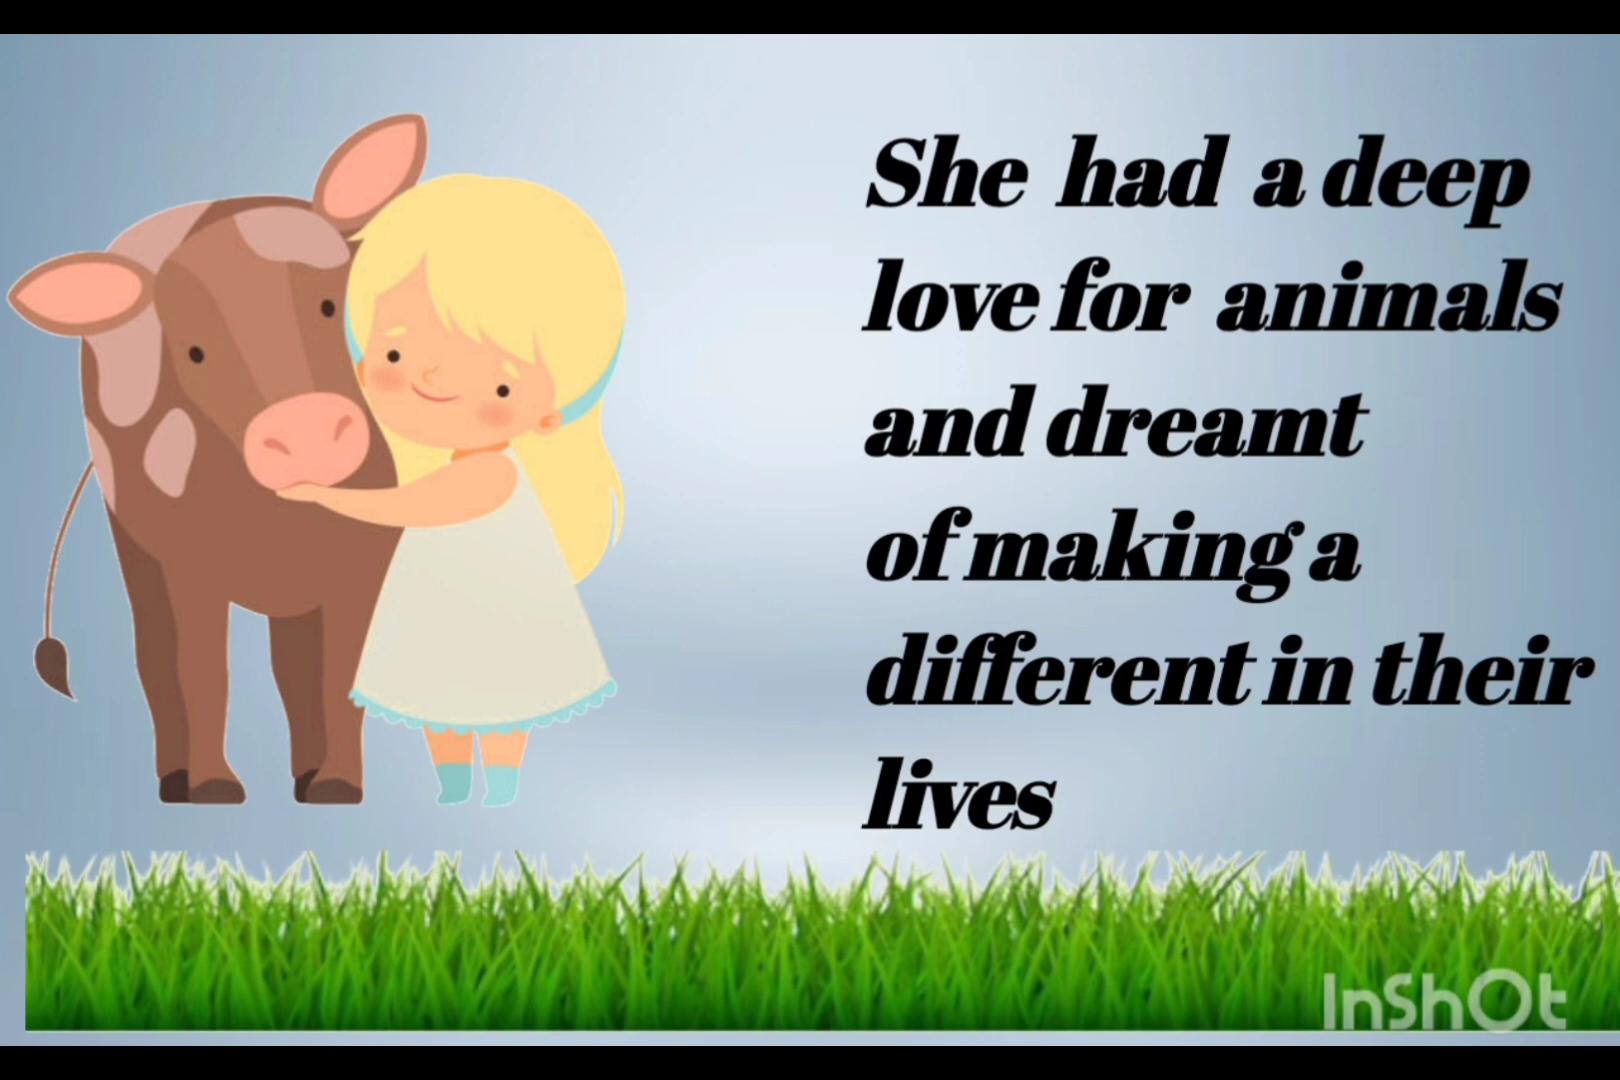 She had a deep
love for animals
and dreamt
of making a
different in their
lives
InShOt